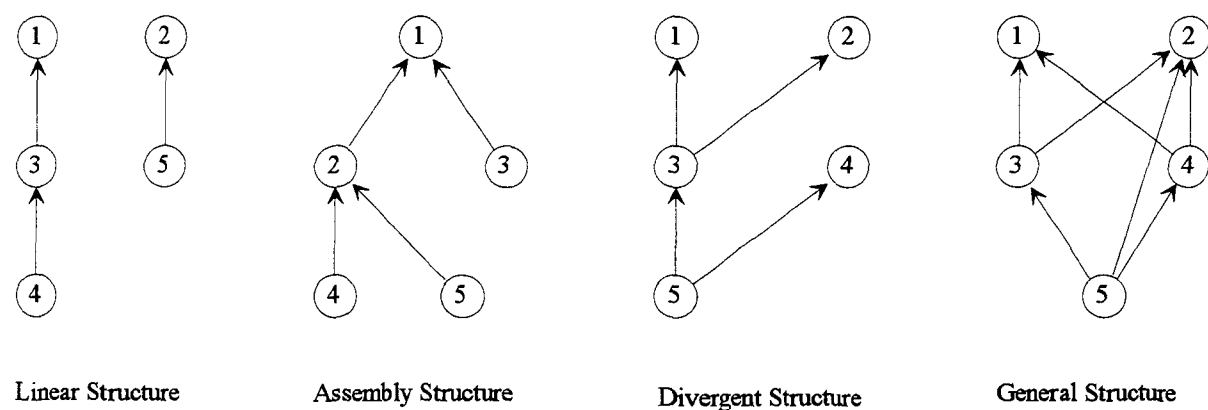 1 2 1 1 2 1 2
3 5 2 3 3 4 3 4
4 4 5 5 5
Linear Structure Assembly Structure Divergent Structure General Structure